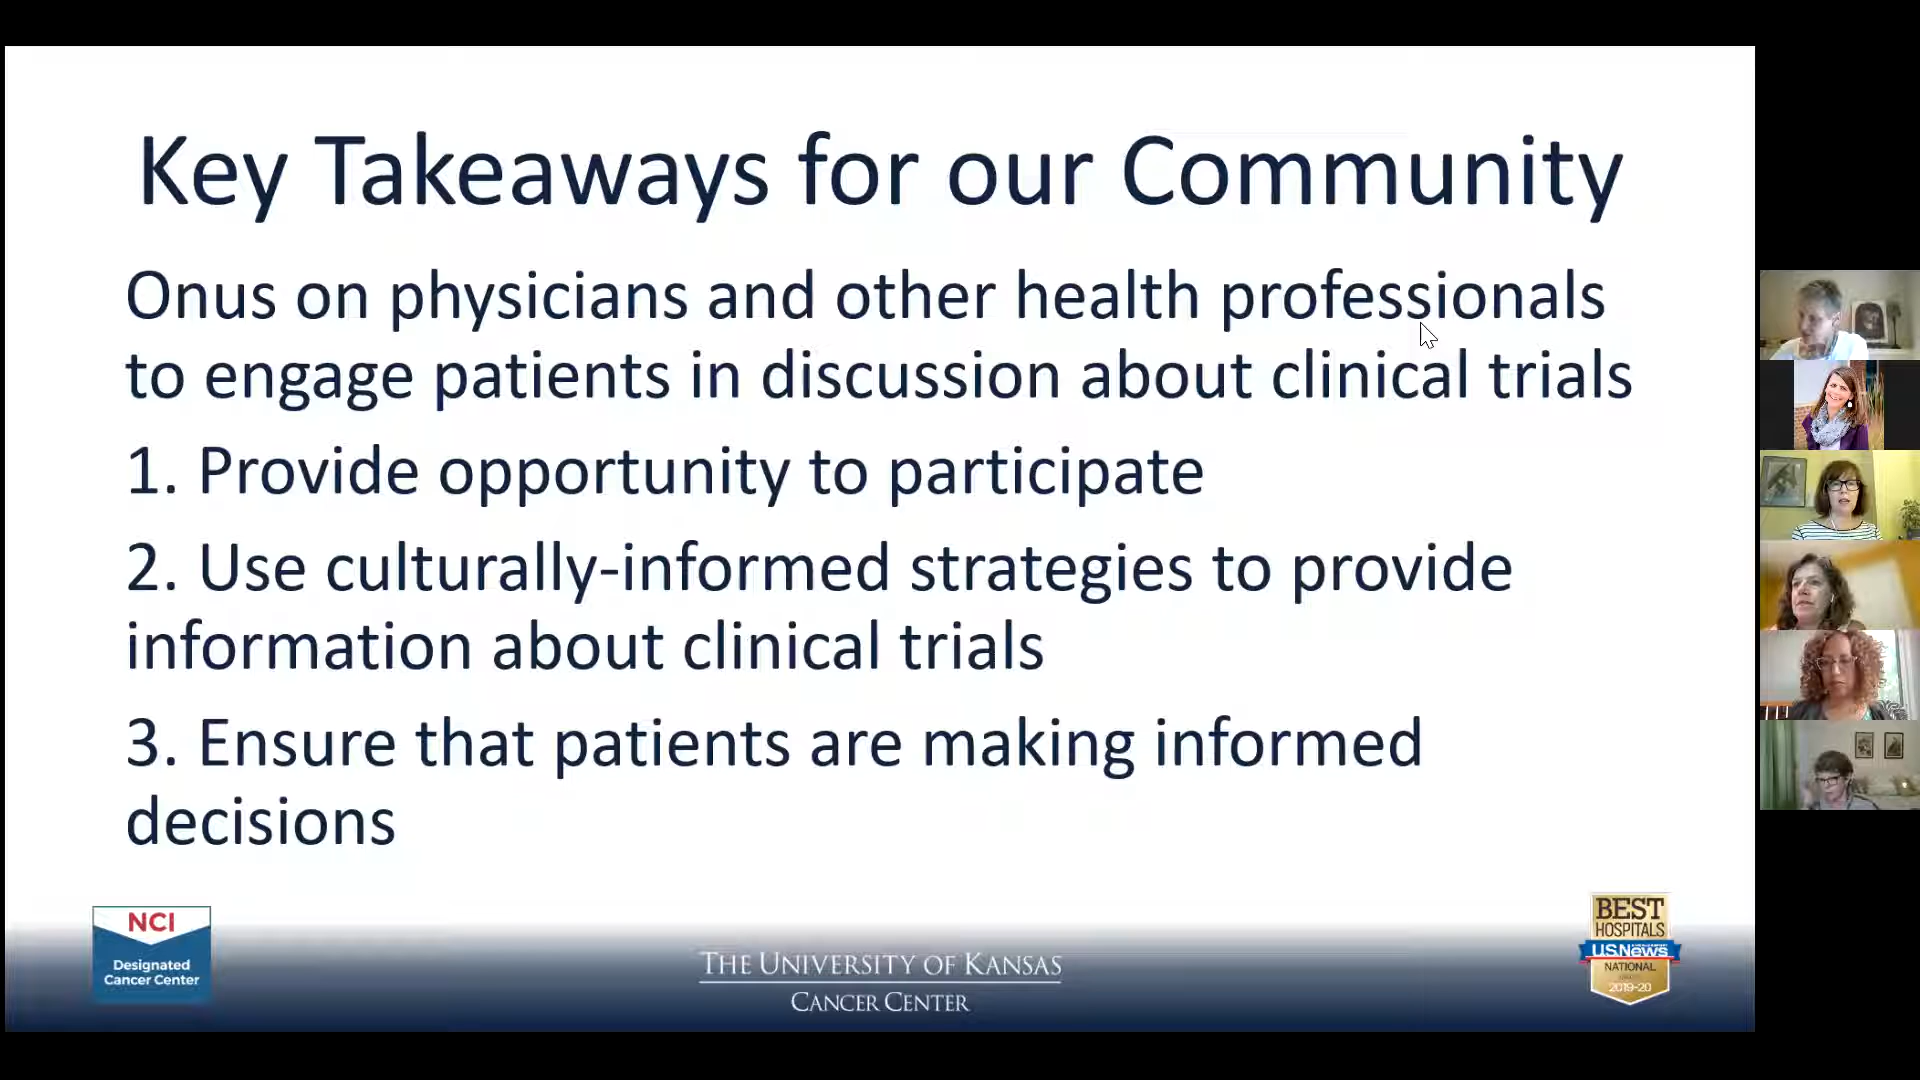 Key Takeaways for our Community
Onus on physicians and other health professionals
to engage patients in discussion about clinical trials
1. Provide opportunity to participate
2. Use culturally-informed strategies to provide
information about clinical trials
3. Ensure that patients are making informed
decisions
NCI
Designated
Cancer Center
THE UNIVERSITY OF KANSAS
CANCER CENTER
BEST
HOSPITALS
U.S.News
NATIONAL
2019-20